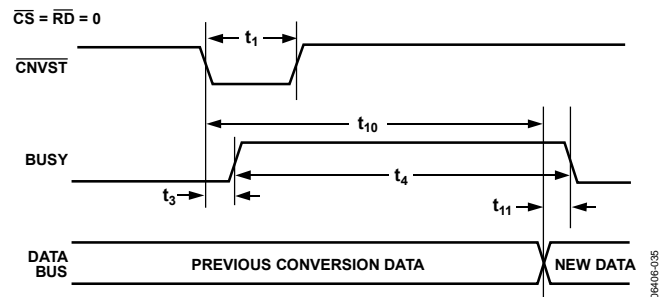 CS = RD = 0
t1
CNVST
t10
BUSY
t4
t3
t11
DATA
BUS
PREVIOUS CONVERSION DATA
NEW DATA
06406-035